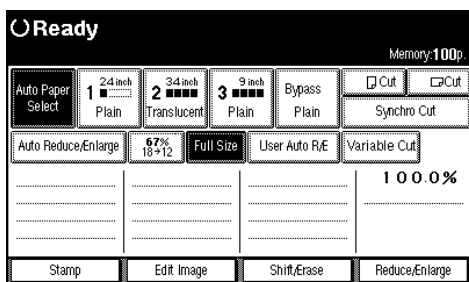 Ready
Memory:100p.
Auto Paper Select
1 24inch Plain
2 34inch Translucent
3 9inch Plain
Bypass Plain
Cut
Cut
Synchro Cut
Auto Reduce/Enlarge
67% 18→12
Full Size
User Auto R/E
Variable Cut
100.0%
Stamp
Edit Image
Shift/Erase
Reduce/Enlarge